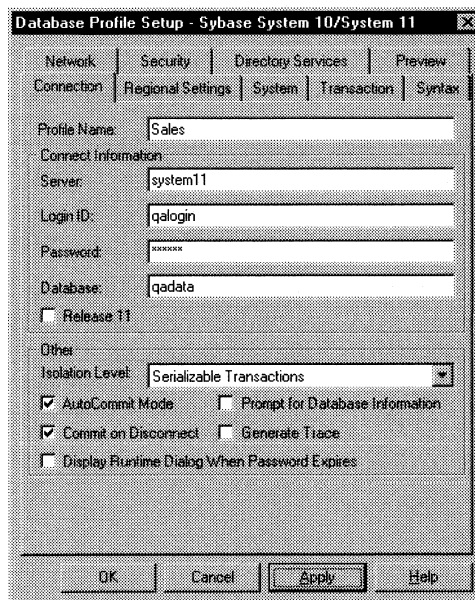 Database Profile Setup - Sybase System 10/System 11
Network Security Directory Services Preview
Connection Regional Settings System Transaction Syntax
Profile Name: Sales
Connect Information
Server: system11
Login ID: qalogin
Password: xxxxxx
Database: qadata
Release 11
Other
Isolation Level: Serializable Transactions
AutoCommit Mode Prompt for Database Information
Commit on Disconnect Generate Trace
Display Runtime Dialog When Password Expires
OK Cancel Apply Help